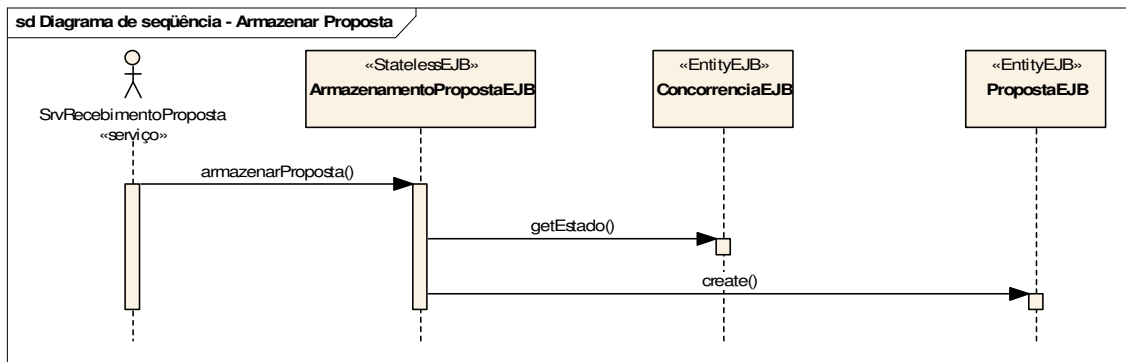 sd Diagrama de seqüência - Armazenar Proposta
SrvRecebimentoProposta
«serviço»
«StatelessEJB»
ArmazenamentoPropostaEJB
«EntityEJB»
ConcorrenciaEJB
«EntityEJB»
PropostaEJB
armazenarProposta()
getEstado()
create()